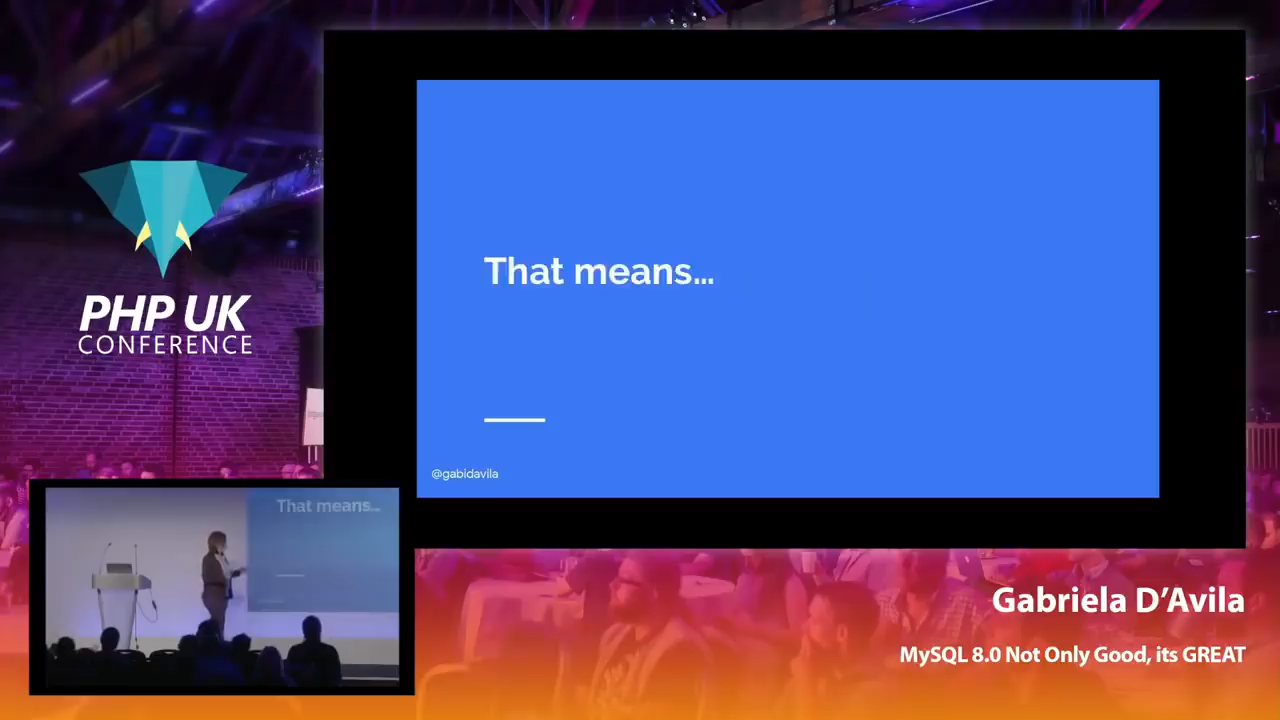 PHP UK
CONFERENCE
That means...
@gabidavila
That means...
Gabriela D’Avila
MySQL 8.0 Not Only Good, its GREAT